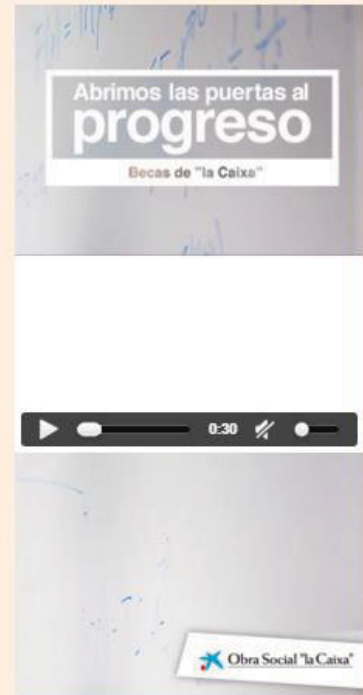 Abrimos las puertas al
progreso
Becas de "la Caixa"
0:30
Obra Social "la Caixa"